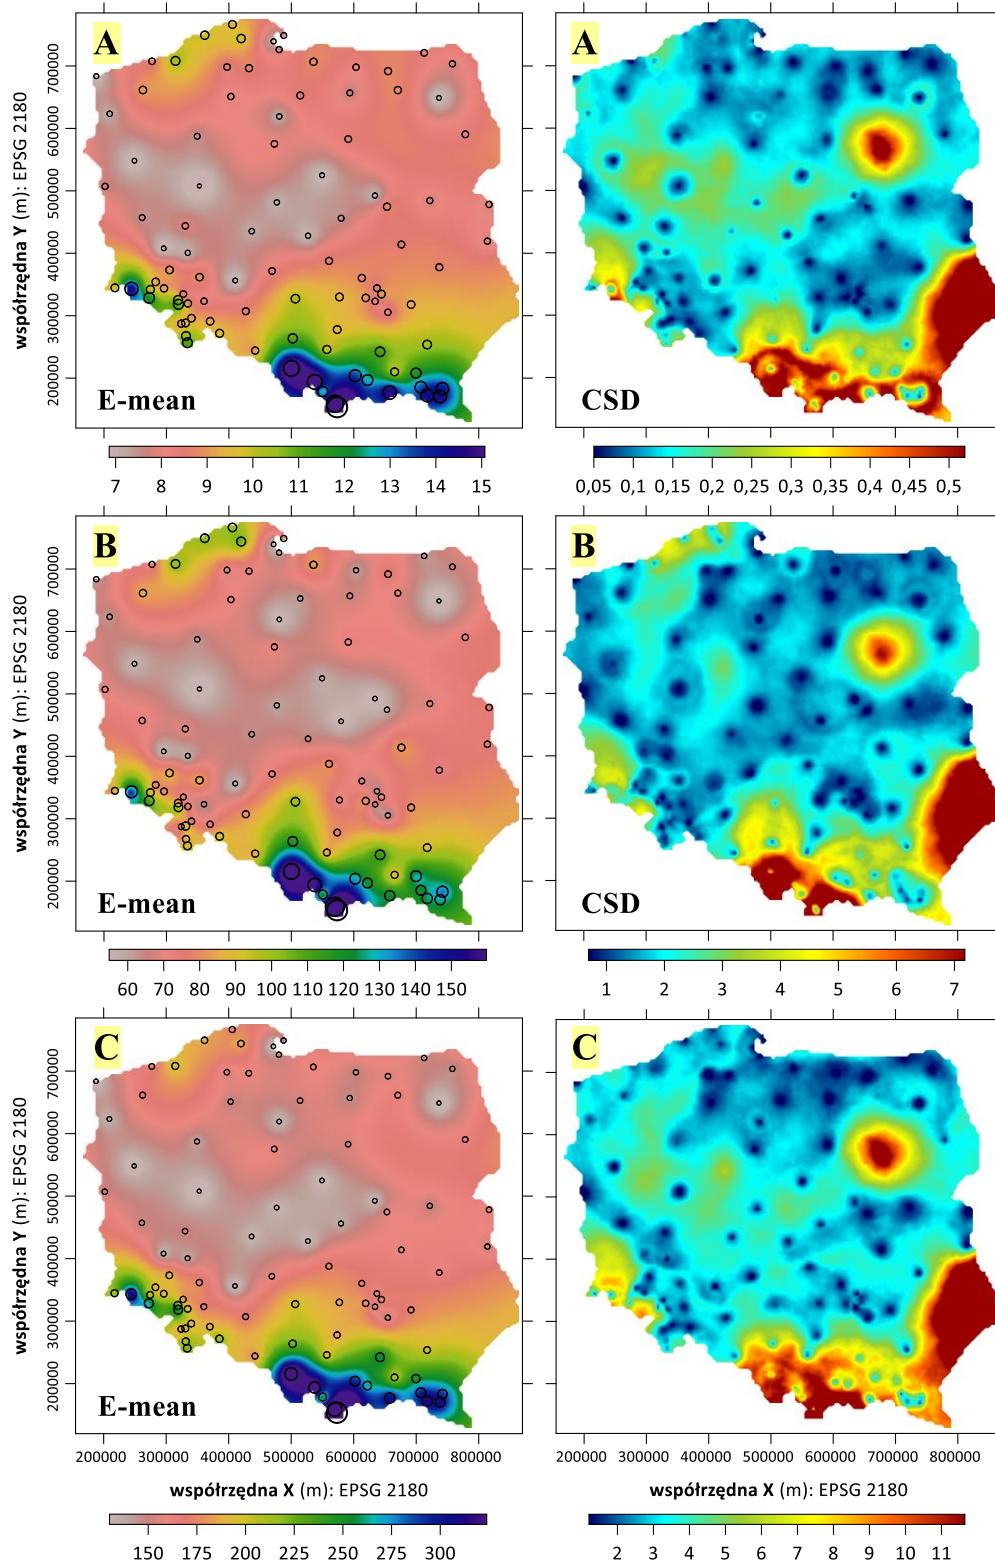 A
A
współrzędna Y (m): EPSG 2180
700000
600000
500000
400000
300000
200000
E-mean
CSD
7 8 9 10 11 12 13 14 15
0,05 0,1 0,15 0,2 0,25 0,3 0,35 0,4 0,45 0,5
B
B
współrzędna Y (m): EPSG 2180
700000
600000
500000
400000
300000
200000
E-mean
CSD
60 70 80 90 100 110 120 130 140 150
1 2 3 4 5 6 7
C
C
współrzędna Y (m): EPSG 2180
700000
600000
500000
400000
300000
200000
E-mean
CSD
200000 300000 400000 500000 600000 700000 800000
200000 300000 400000 500000 600000 700000 800000
współrzędna X (m): EPSG 2180
współrzędna X (m): EPSG 2180
150 175 200 225 250 275 300
2 3 4 5 6 7 8 9 10 11